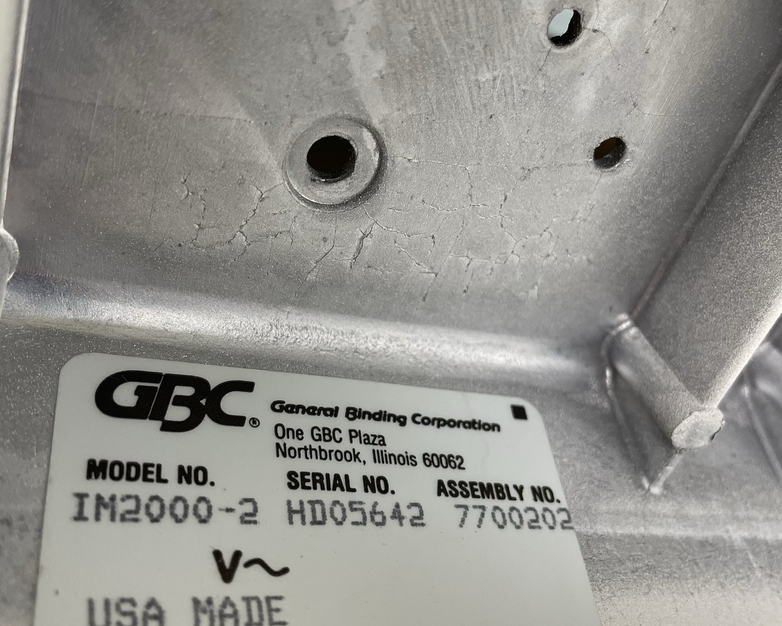 GBC® General Binding Corporation
One GBC Plaza
Northbrook, Illinois 60062
MODEL NO. SERIAL NO. ASSEMBLY NO.
IM2000-2 HD05642 7700202
V~
USA MADE